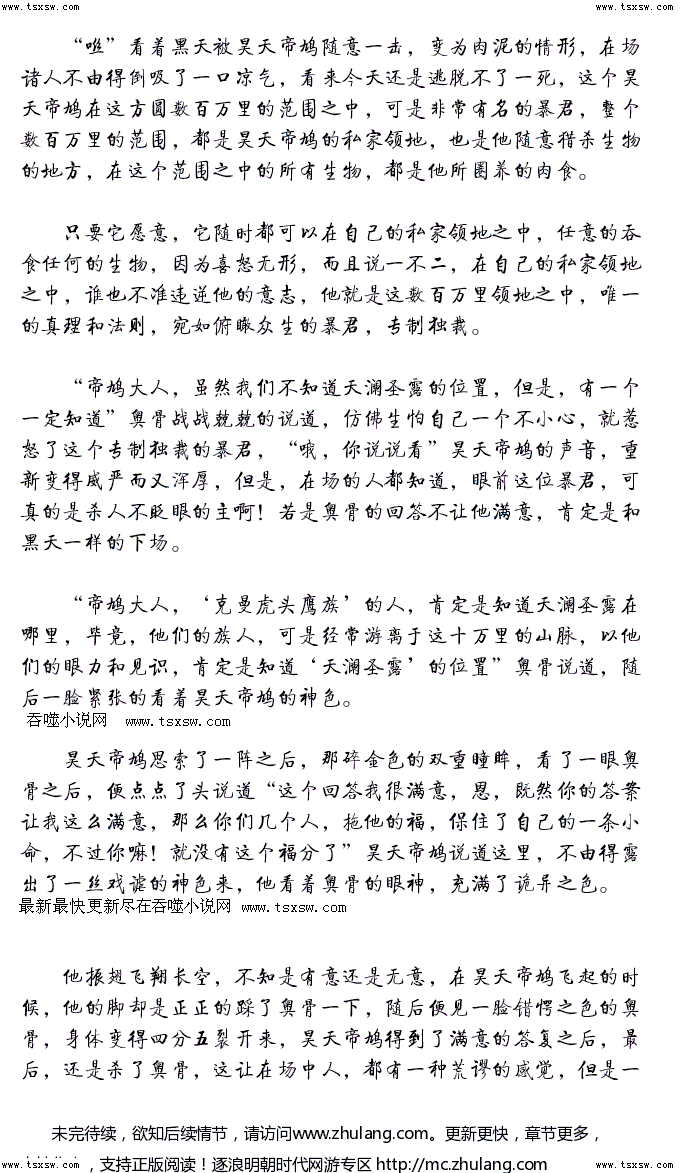 www.tsxsw.com www.tsxsw.com www.tsxsw.com
“咝”看着黑天被昊天帝鸠随意一击，变为肉泥的情形，在场
诸人不由得倒吸了一口凉气，看来今天还是逃脱不了一死，这个昊
天帝鸠在这方圆数百万里的范围之中，可是非常有名的暴君，整个
数百万里的范围，都是昊天帝鸠的私家领地，也是他随意猎杀生物
的地方，在这个范围之中的所有生物，都是他所圈养的肉食。
只要它愿意，它随时都可以在自己的私家领地之中，任意的吞
食任何的生物，因为喜怒无形，而且说一不二，在自己的私家领地
之中，谁也不准违逆他的意志，他就是这数百万里领地之中，唯一
的真理和法则，宛如俯瞰众生的暴君，专制独裁。
“帝鸠大人，虽然我们不知道天澜圣露的位置，但是，有一个
一定知道”奥骨战战兢兢的说道，仿佛生怕自己一个不小心，就惹
怒了这个专制独裁的暴君，“哦，你说说看”昊天帝鸠的声音，重
新变得威严而又浑厚，但是，在场的人都知道，眼前这位暴君，可
真的是杀人不眨眼的主啊！若是奥骨的回答不让他满意，肯定是和
黑天一样的下场。
“帝鸠大人，‘克曼虎头鹰族’的人，肯定是知道天澜圣露在
哪里，毕竟，他们的族人，可是经常游离于这十万里的山脉，以他
们的眼力和见识，肯定是知道‘天澜圣露’的位置”奥骨说道，随
后一脸紧张的看着昊天帝鸠的神色。
吞噬小说网 www.tsxsw.com
昊天帝鸠思索了一阵之后，那碎金色的双重瞳眸，看了一眼奥
骨之后，便点点了头说道“这个回答我很满意，恩，既然你的答案
让我这么满意，那么你们几个人，拖他的福，保住了自己的一条小
命，不过你嘛！就没有这个福分了”昊天帝鸠说道这里，不由得露
出了一丝戏谑的神色来，他看着奥骨的眼神，充满了诡异之色。
最新最快更新尽在吞噬小说网 www.tsxsw.com
他振翅飞翔长空，不知是有意还是无意，在昊天帝鸠飞起的时
候，他的脚却是正正的踩了奥骨一下，随后便见一脸错愕之色的奥
骨，身体变得四分五裂开来，昊天帝鸠得到了满意的答复之后，最
后，还是杀了奥骨，这让在场中人，都有一种荒谬的感觉，但是一
未完待续，欲知后续情节，请访问www.zhulang.com。更新更快，章节更多，
，支持正版阅读！逐浪明朝时代网游专区 http://mc.zhulang.com
www.tsxsw.com www.tsxsw.com www.tsxsw.com